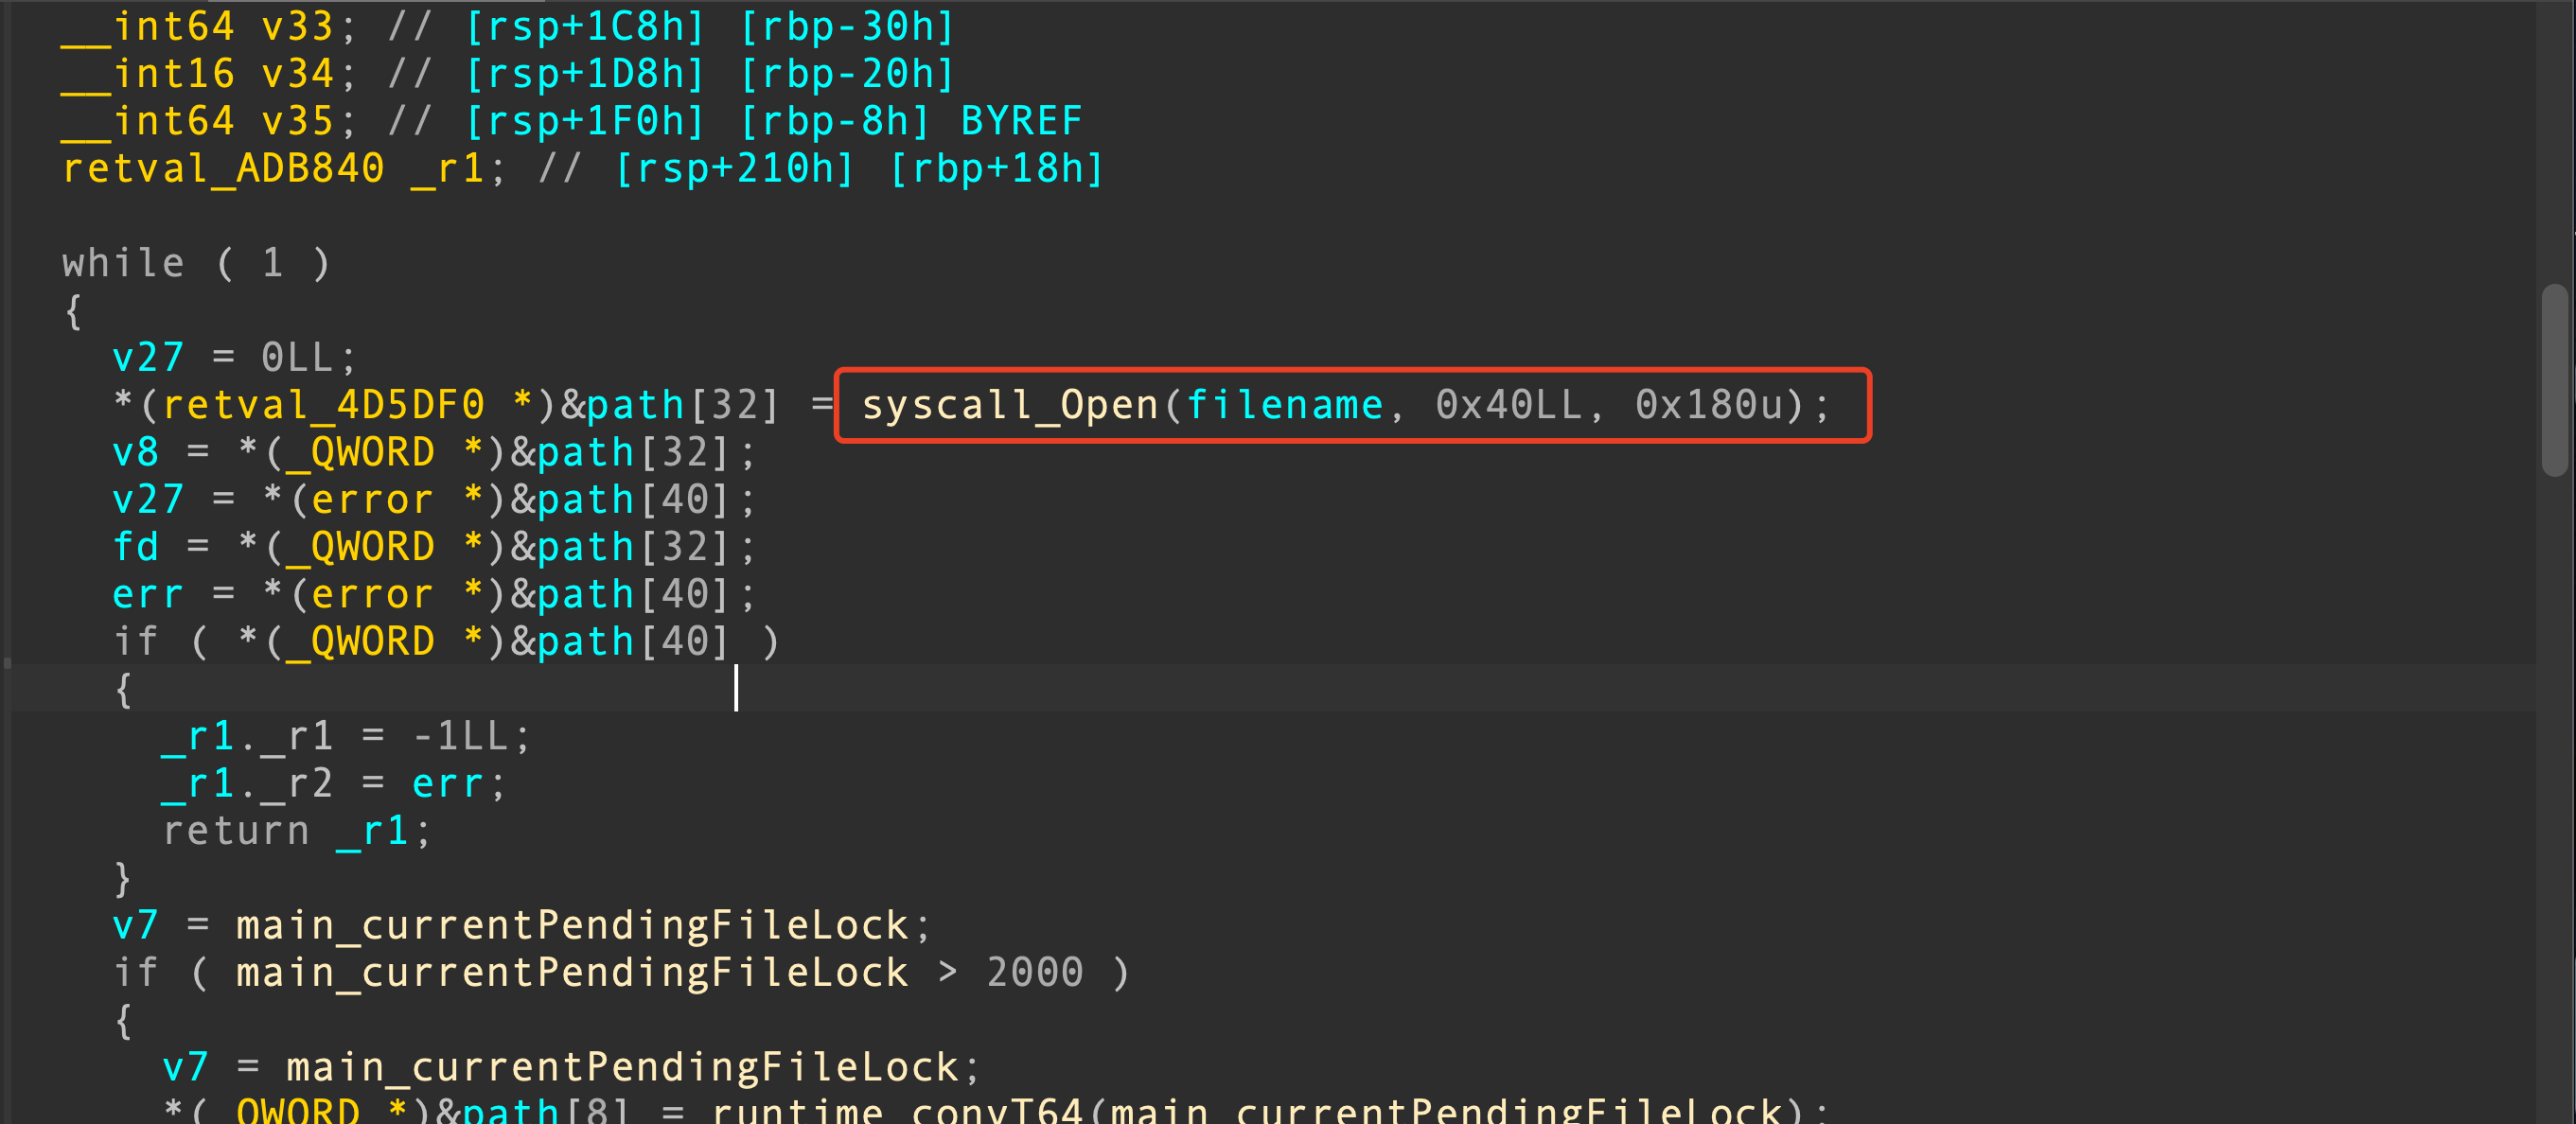 __int64 v33; // [rsp+1C8h] [rbp-30h]
__int16 v34; // [rsp+1D8h] [rbp-20h]
__int64 v35; // [rsp+1F0h] [rbp-8h] BYREF
retval_ADB840 _r1; // [rsp+210h] [rbp+18h]
while ( 1 )
{
v27 = 0LL;
*(retval_4D5DF0 *)&path[32] = syscall_Open(filename, 0x40LL, 0x180u);
v8 = *(_QWORD *)&path[32];
v27 = *(error *)&path[40];
fd = *(_QWORD *)&path[32];
err = *(error *)&path[40];
if ( *(_QWORD *)&path[40] )
{
_r1._r1 = -1LL;
_r1._r2 = err;
return _r1;
}
v7 = main_currentPendingFileLock;
if ( main_currentPendingFileLock > 2000 )
{
v7 = main_currentPendingFileLock;
*(_QWORD *)&path[8] = runtime_convT64(main_currentPendingFileLock);